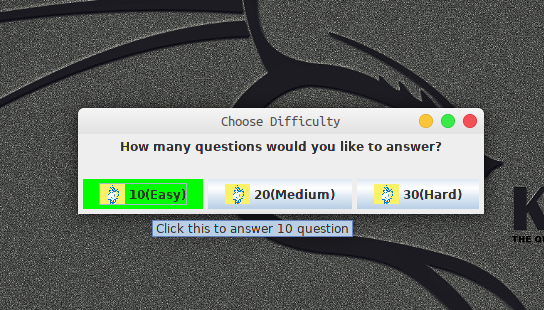 Choose Difficulty
How many questions would you like to answer?
10(Easy) 20(Medium) 30(Hard)
Click this to answer 10 question
K
THE QU